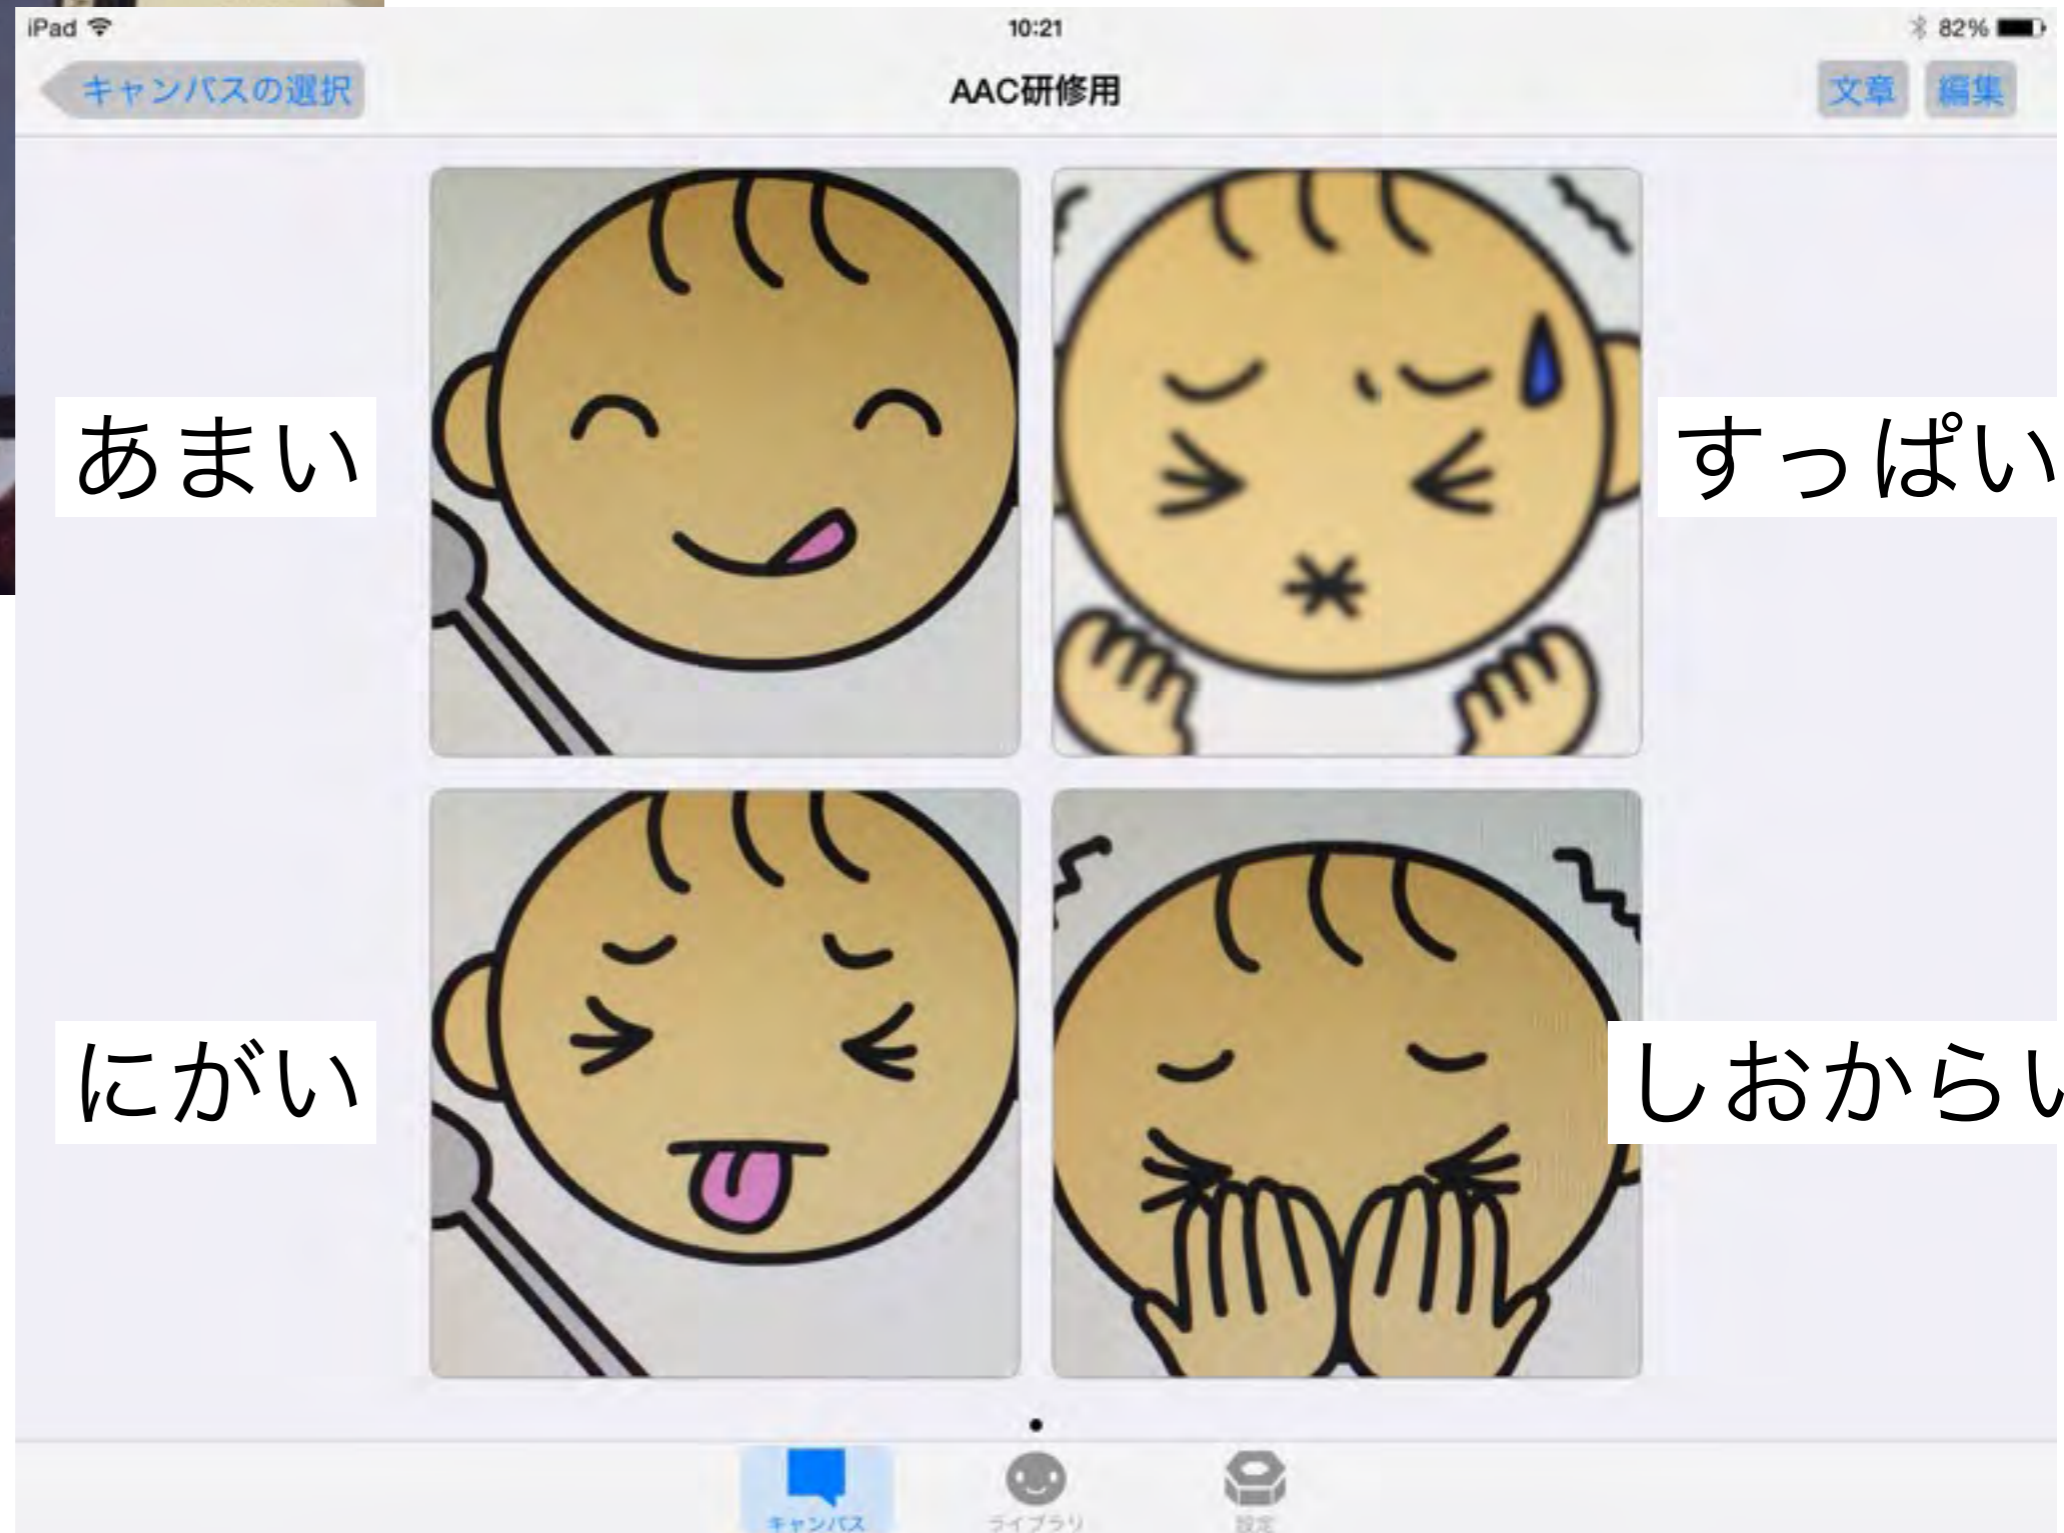 iPad 10:21 82%
キャンバスの選択 AAC研修用 文章 編集
あまい すっぱい
にがい しおからい
キャンバス ライブラリ 設定